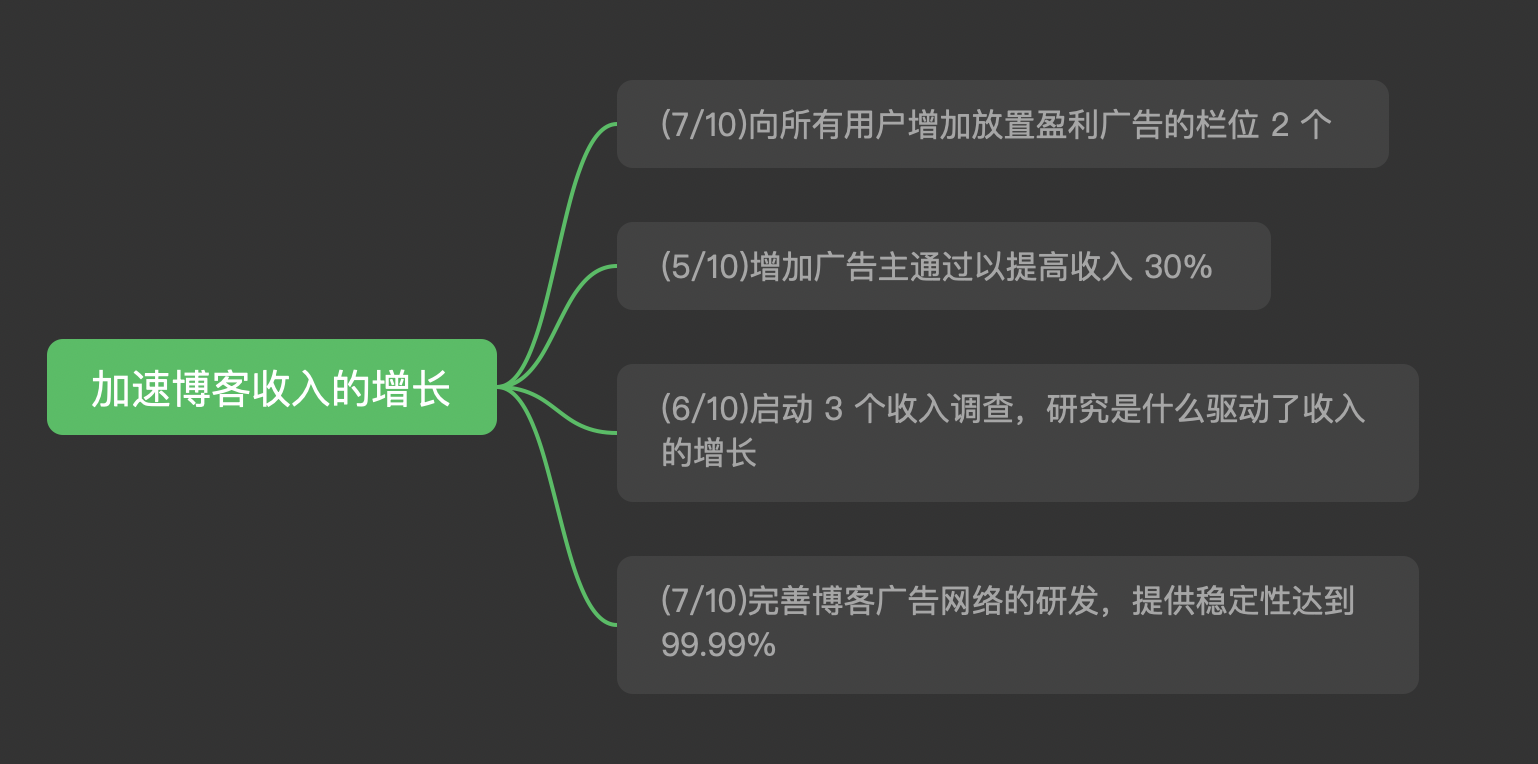 (7/10)向所有用户增加放置盈利广告的栏位 2 个
(5/10)增加广告主通过以提高收入 30%
加速博客收入的增长
(6/10)启动 3 个收入调查，研究是什么驱动了收入
的增长
(7/10)完善博客广告网络的研发，提供稳定性达到
99.99%